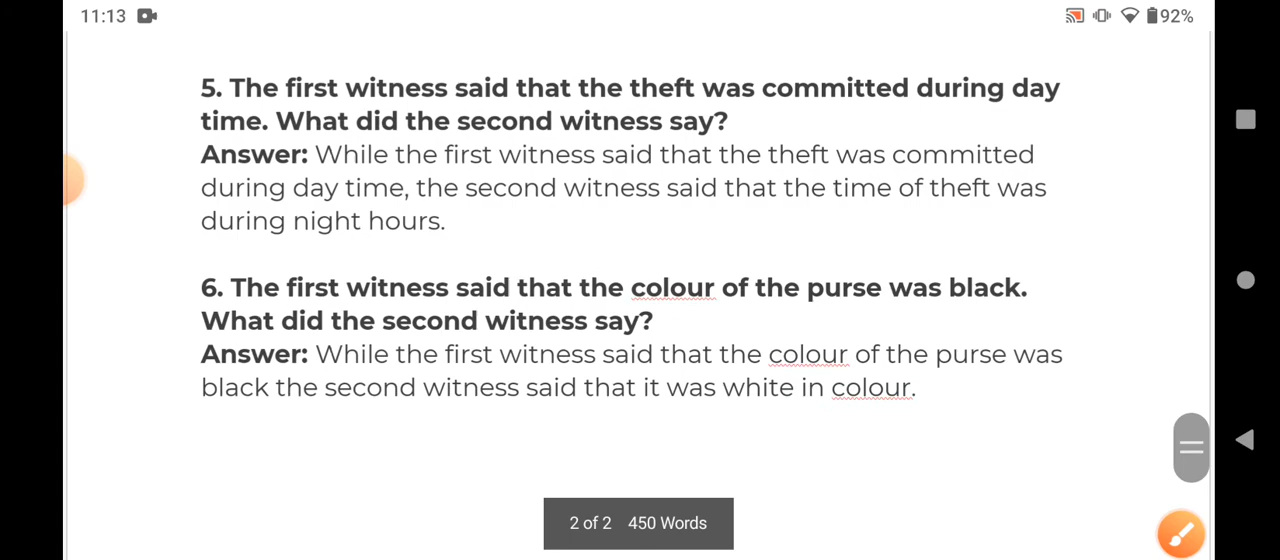 11:13
92%
5. The first witness said that the theft was committed during day
time. What did the second witness say?
Answer: While the first witness said that the theft was committed
during day time, the second witness said that the time of theft was
during night hours.
6. The first witness said that the colour of the purse was black.
What did the second witness say?
Answer: While the first witness said that the colour of the purse was
black the second witness said that it was white in colour.
2 of 2 450 Words